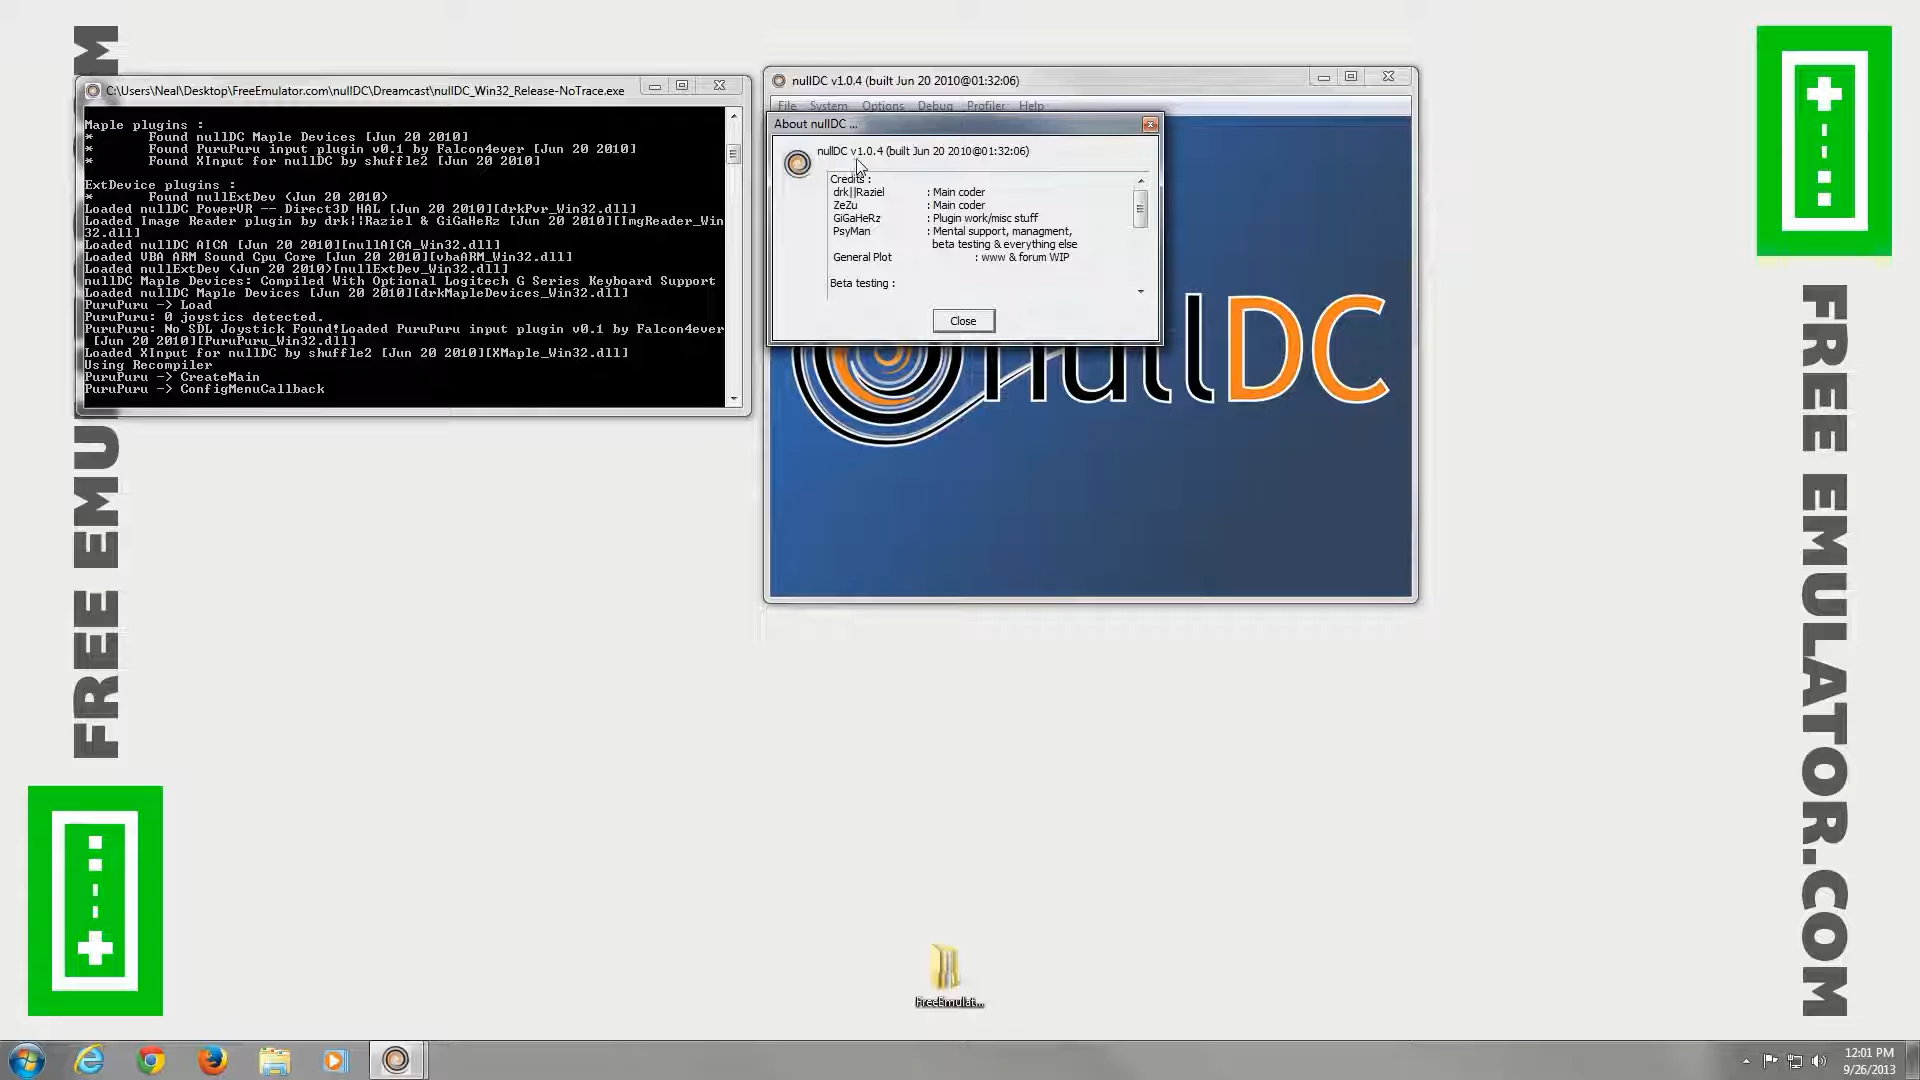 FREE EMU
M
C:\Users\Neal\Desktop\FreeEmulator.com\nullDC\Dreamcast\nullDC_Win32_Release-NoTrace.exe
Maple plugins :
* Found nullDC Maple Devices [Jun 20 2010]
* Found PuruPuru input plugin v0.1 by Falcon4ever [Jun 20 2010]
* Found XInput for nullDC by shuffle2 [Jun 20 2010]
ExtDevice plugins :
* Found nullExtDev (Jun 20 2010)
Loaded nullDC PowerVR -- Direct3D HAL [Jun 20 2010][drkPvr_Win32.dll]
Loaded Image Reader plugin by drk||Raziel & GiGaHeRz [Jun 20 2010][ImgReader_Win
32.dll]
Loaded nullDC AICA [Jun 20 2010][nullAICA_Win32.dll]
Loaded VBA ARM Sound Cpu Core [Jun 20 2010][vbaARM_Win32.dll]
Loaded nullExtDev (Jun 20 2010)[nullExtDev_Win32.dll]
nullDC Maple Devices: Compiled With Optional Logitech G Series Keyboard Support
Loaded nullDC Maple Devices [Jun 20 2010][drkMapleDevices_Win32.dll]
PuruPuru -> Load
PuruPuru: 0 joystics detected.
PuruPuru: No SDL Joystick Found!Loaded PuruPuru input plugin v0.1 by Falcon4ever
[Jun 20 2010][PuruPuru_Win32.dll]
Loaded XInput for nullDC by shuffle2 [Jun 20 2010][XMaple_Win32.dll]
Using Recompiler
PuruPuru -> CreateMain
PuruPuru -> ConfigMenuCallback
nullDC v1.0.4 (built Jun 20 2010@01:32:06)
File System Options Debug Profiler Help
About nullDC ...
nullDC v1.0.4 (built Jun 20 2010@01:32:06)
Credits :
drk||Raziel : Main coder
ZeZu : Main coder
GiGaHeRz : Plugin work/misc stuff
PsyMan : Mental support, managment,
beta testing & everything else
General Plot : www & forum WIP
Beta testing :
Close
nullDC
FREE EMULATOR.COM
FreeEmulat...
12:01 PM
9/26/2013